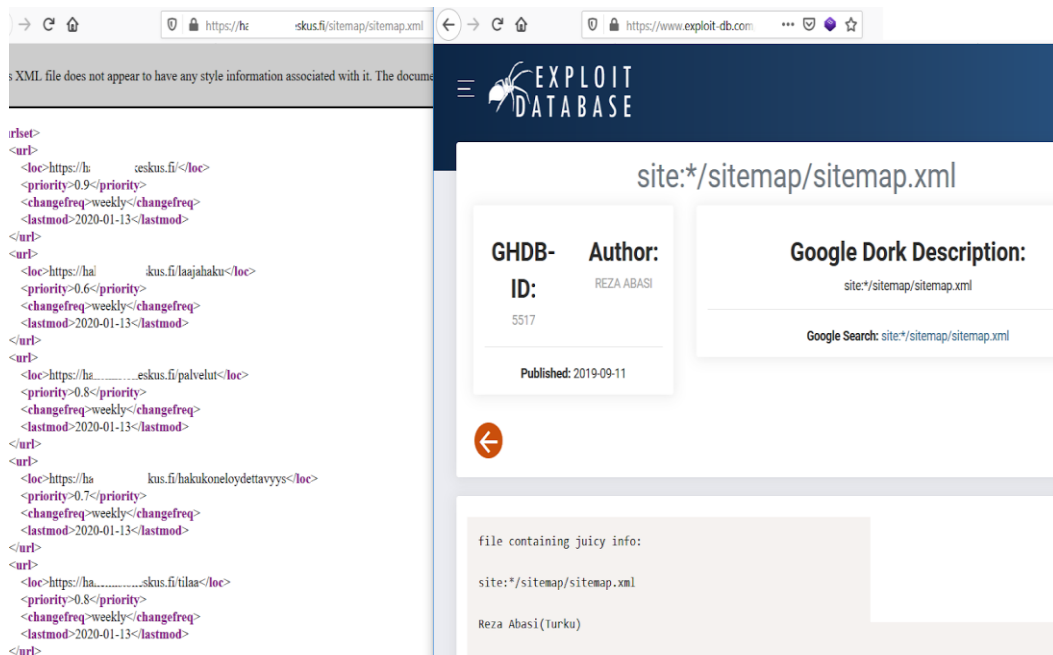 https://ha eskus.fi/sitemap/sitemap.xml
s XML file does not appear to have any style information associated with it. The docume
rlset>
<url>
<loc>https://h keskus.fi/</loc>
<priority>0.9</priority>
<changefreq>weekly</changefreq>
<lastmod>2020-01-13</lastmod>
</url>
<url>
<loc>https://hal skus.fi/laajahaku</loc>
<priority>0.6</priority>
<changefreq>weekly</changefreq>
<lastmod>2020-01-13</lastmod>
</url>
<url>
<loc>https://ha eskus.fi/palvelut</loc>
<priority>0.8</priority>
<changefreq>weekly</changefreq>
<lastmod>2020-01-13</lastmod>
</url>
<url>
<loc>https://ha kus.fi/hakukoneloydettavyys</loc>
<priority>0.7</priority>
<changefreq>weekly</changefreq>
<lastmod>2020-01-13</lastmod>
</url>
<url>
<loc>https://ha skus.fi/tilaa</loc>
<priority>0.8</priority>
<changefreq>weekly</changefreq>
<lastmod>2020-01-13</lastmod>
</url>
https://www.exploit-db.com
EXPLOIT
DATABASE
site:*/sitemap/sitemap.xml
GHDB-
ID:
5517
Author:
REZA ABASI
Published: 2019-09-11
Google Dork Description:
site:*/sitemap/sitemap.xml
Google Search: site:*/sitemap/sitemap.xml
file containing juicy info:
site:*/sitemap/sitemap.xml
Reza Abasi(Turku)